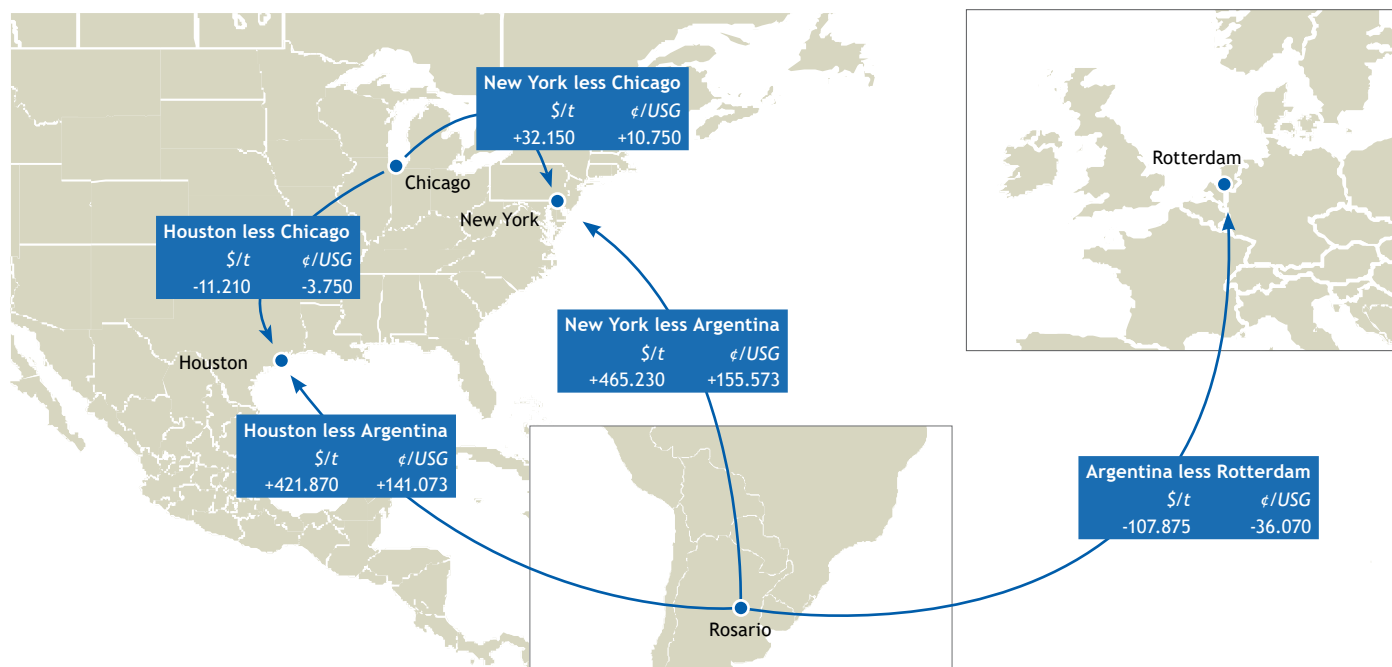 New York less Chicago
$/t ¢/USG
+32.150 +10.750
Rotterdam
Chicago
New York
Houston less Chicago
$/t ¢/USG
-11.210 -3.750
New York less Argentina
$/t ¢/USG
+465.230 +155.573
Houston
Houston less Argentina
$/t ¢/USG
+421.870 +141.073
Argentina less Rotterdam
$/t ¢/USG
-107.875 -36.070
Rosario